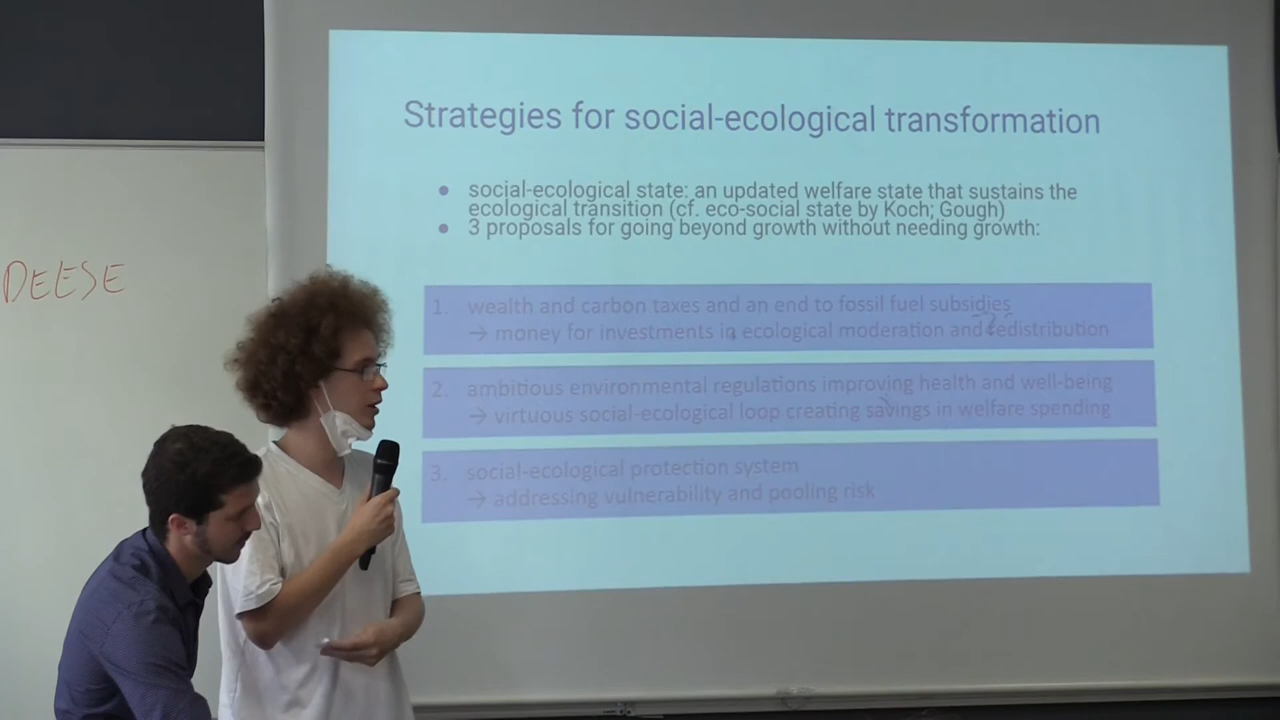 DEESE
Strategies for social-ecological transformation
● social-ecological state: an updated welfare state that sustains the
ecological transition (cf. eco-social state by Koch; Gough)
● 3 proposals for going beyond growth without needing growth:
1. wealth and carbon taxes and an end to fossil fuel subsidies
→ money for investments in ecological moderation and redistribution
2. ambitious environmental regulations improving health and well-being
→ virtuous social-ecological loop creating savings in welfare spending
3. social-ecological protection system
→ addressing vulnerability and pooling risk